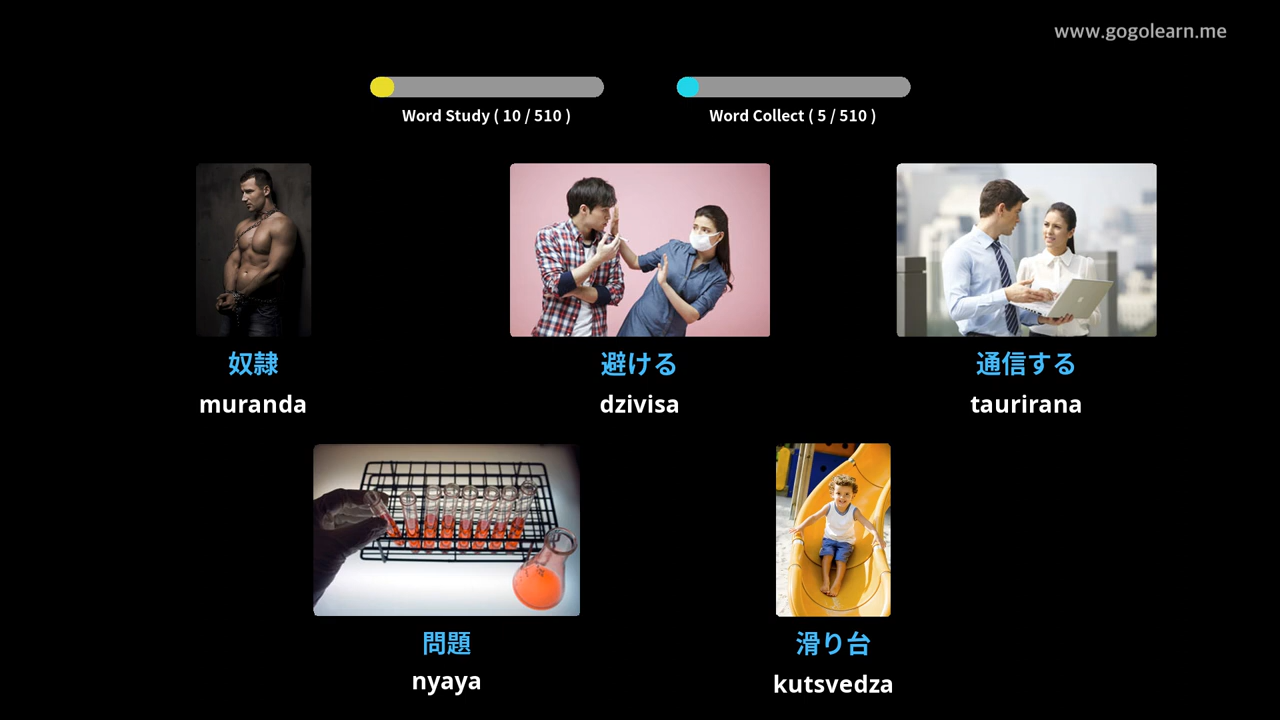 www.gogolearn.me
Word Study ( 10 / 510 )
Word Collect ( 5 / 510 )
奴隷
muranda
避ける
dzivisa
通信する
taurirana
問題
nyaya
滑り台
kutsvedza